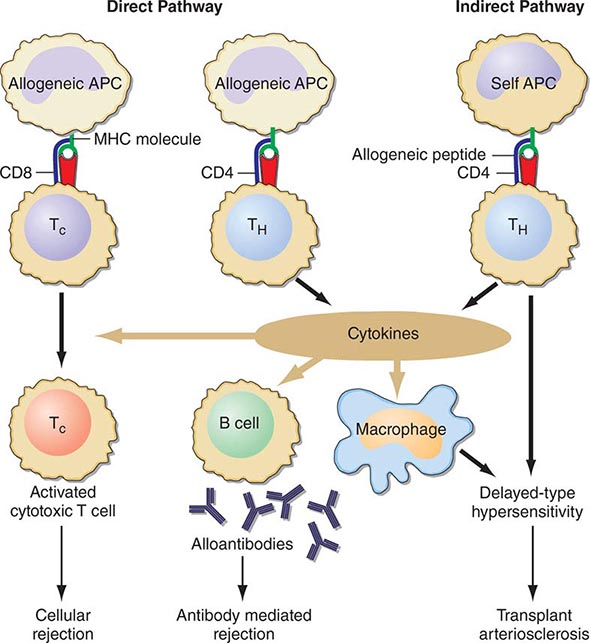 Direct Pathway
Indirect Pathway
Allogeneic APC
Allogeneic APC
Self APC
MHC molecule
Allogeneic peptide
CD8
CD4
CD4
Tc
TH
TH
Cytokines
Tc
B cell
Macrophage
Activated
cytotoxic T cell
Alloantibodies
Delayed-type
hypersensitivity
Cellular
rejection
Antibody mediated
rejection
Transplant
arteriosclerosis